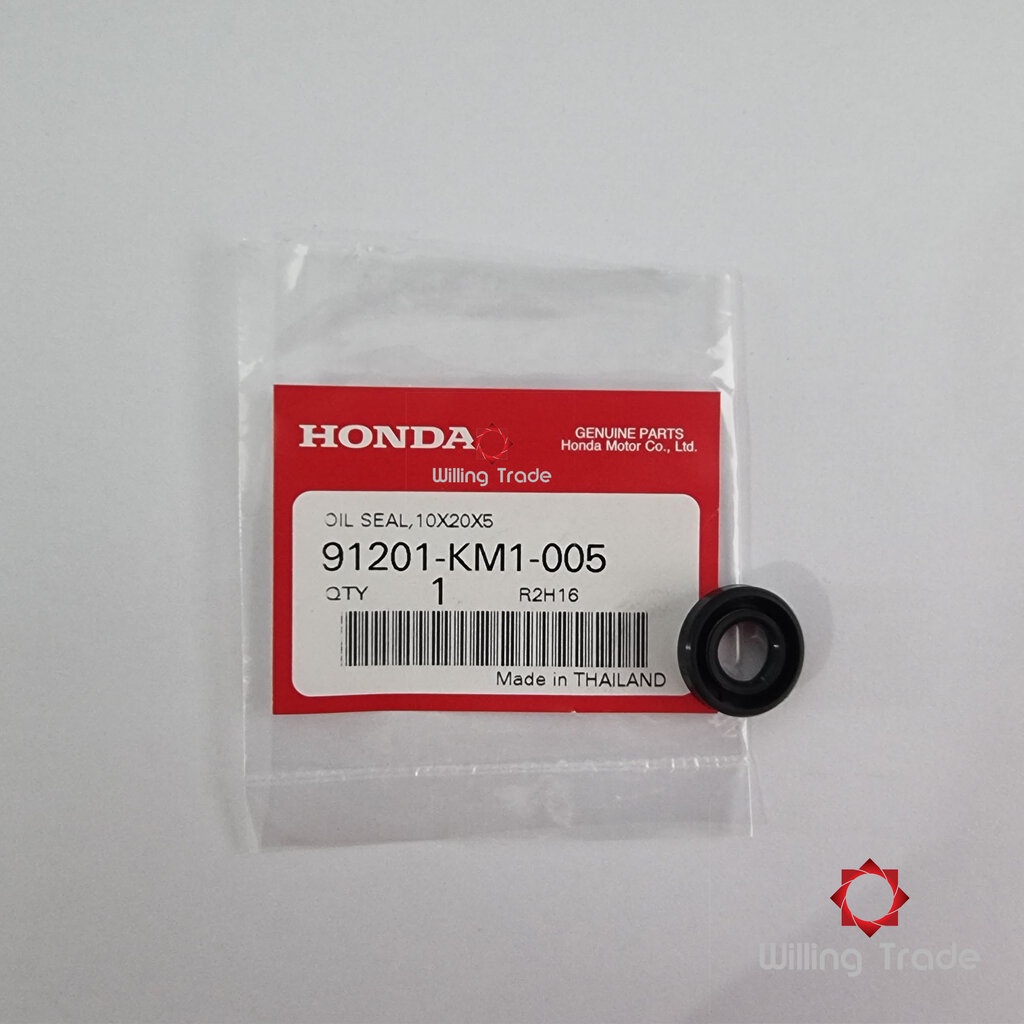 HONDA
GENUINE PARTS
Honda Motor Co., Ltd.
Willing Trade
OIL SEAL,10X20X5
91201-KM1-005
QTY 1 R2H16
Made in THAILAND
Willing Trade